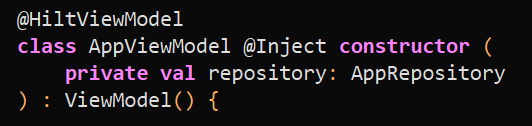 @HiltViewModel
class AppViewModel @Inject constructor (
    private val repository: AppRepository
) : ViewModel() {